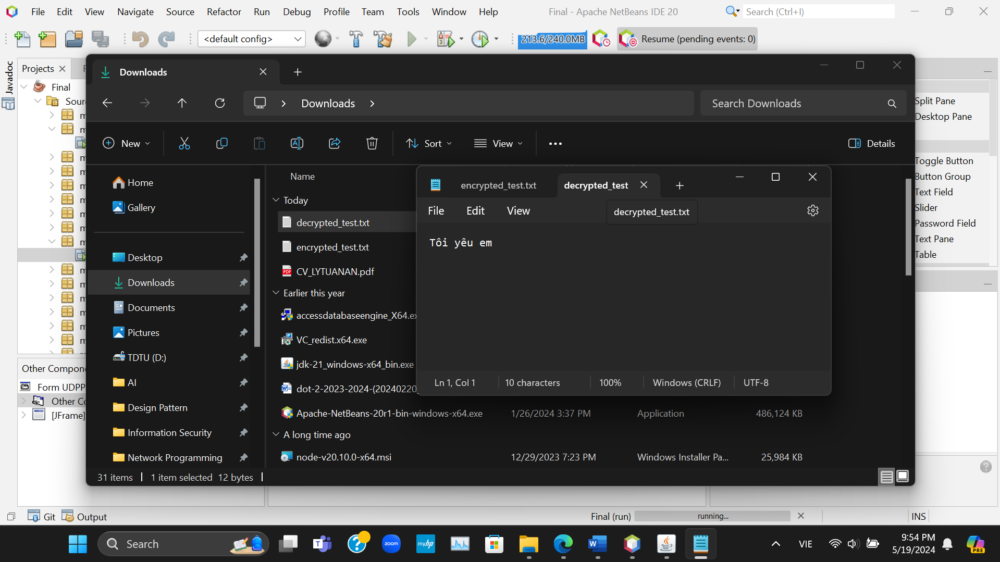 File Edit View Navigate Source Refactor Run Debug Profile Team Tools Window Help
Final - Apache NetBeans IDE 20
Search (Ctrl+I)
<default config>
213.6/240.0MB
Resume (pending events: 0)
Javadoc
Projects
Final
Sour
Downloads
Downloads
Search Downloads
New
Sort
View
Details
Home
Gallery
Desktop
Downloads
Documents
Pictures
TDTU (D:)
AI
Design Pattern
Information Security
Network Programming
Name
Today
decrypted_test.txt
encrypted_test.txt
CV_LYTUANAN.pdf
Earlier this year
accessdatabaseengine_X64.ex
VC_redist.x64.exe
jdk-21_windows-x64_bin.exe
dot-2-2023-2024-(20240220
Apache-NetBeans-20r1-bin-windows-x64.exe 1/26/2024 3:37 PM Application 486,124 KB
A long time ago
node-v20.10.0-x64.msi 12/29/2023 7:23 PM Windows Installer Pa... 25,984 KB
31 items 1 item selected 12 bytes
encrypted_test.txt
decrypted_test
File Edit View
decrypted_test.txt
Tôi yêu em
Ln 1, Col 1 10 characters 100% Windows (CRLF) UTF-8
Split Pane
Desktop Pane
Toggle Button
Button Group
Text Field
Slider
Password Field
Text Pane
Table
Other Compone
Form UDPP
Other Co
[JFrame]
Git
Output
Final (run)
running...
INS
Search
zoom
myhp
VIE
9:54 PM
5/19/2024
PRE